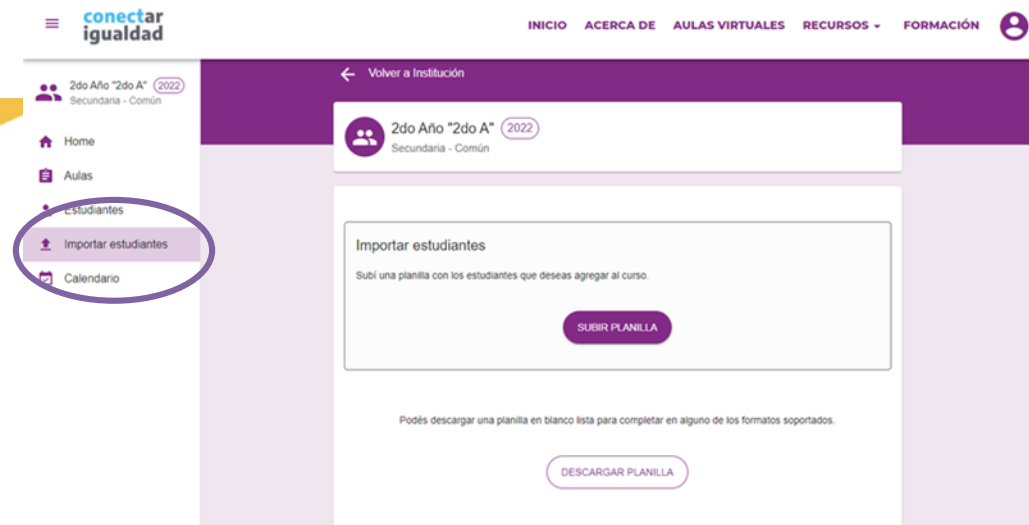 conectar
igualdad
INICIO ACERCA DE AULAS VIRTUALES RECURSOS FORMACIÓN
2do Año "2do A" 2022
Secundaria - Común
Home
Aulas
Estudiantes
Importar estudiantes
Calendario
Volver a Institución
2do Año "2do A" 2022
Secundaria - Común
Importar estudiantes
Subí una planilla con los estudiantes que deseas agregar al curso.
SUBIR PLANILLA
Podés descargar una planilla en blanco lista para completar en alguno de los formatos soportados.
DESCARGAR PLANILLA